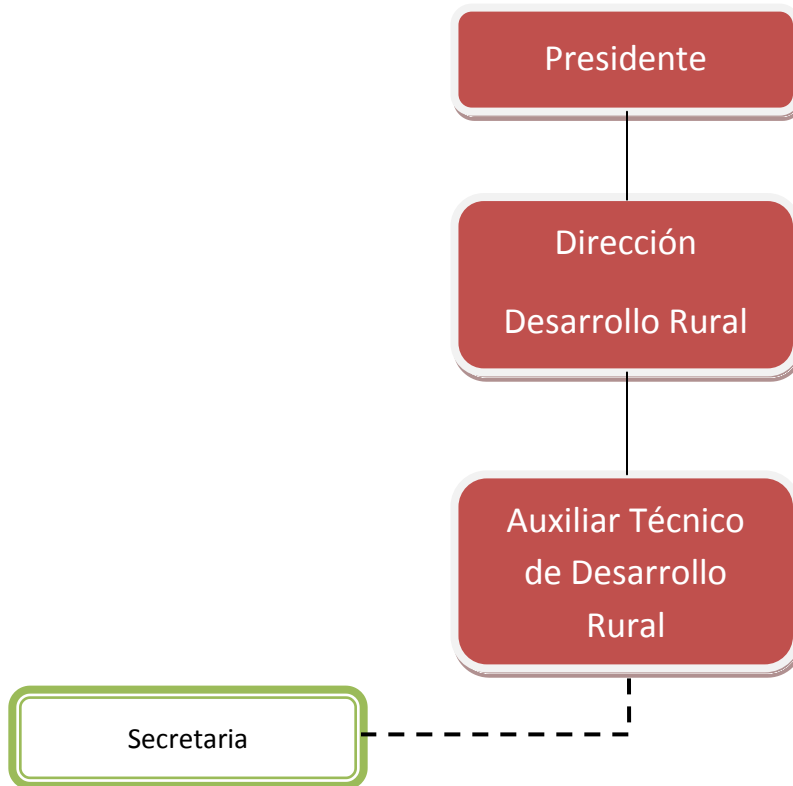 Presidente
Dirección
Desarrollo Rural
Auxiliar Técnico
de Desarrollo
Rural
Secretaria